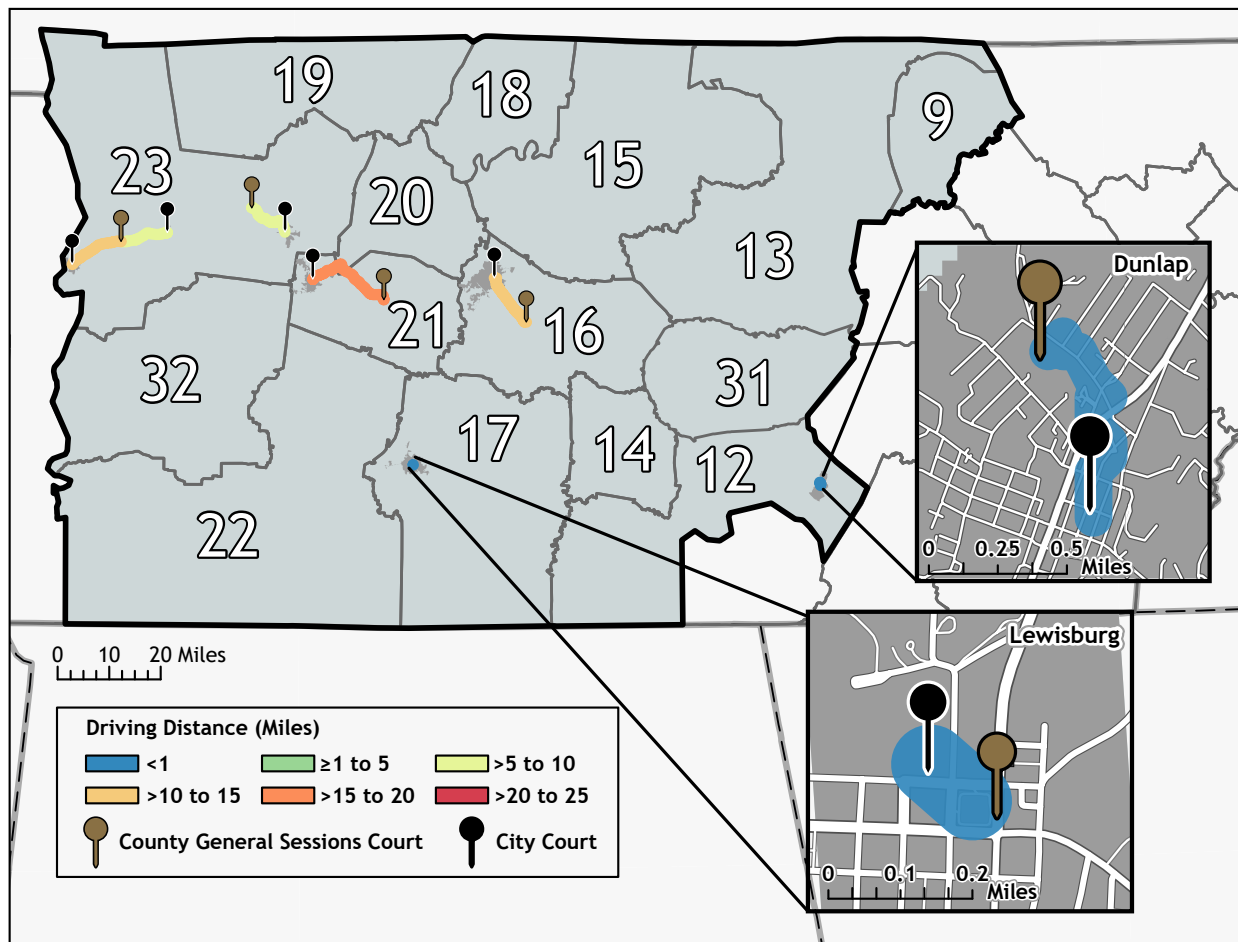 19
18
9
15
23
20
13
21
16
Dunlap
32
31
17
14
12
22
0 0.25 0.5
Miles
0 10 20 Miles
Lewisburg
Driving Distance (Miles)
<1 ≥1 to 5 >5 to 10
>10 to 15 >15 to 20 >20 to 25
County General Sessions Court City Court
0 0.1 0.2
Miles